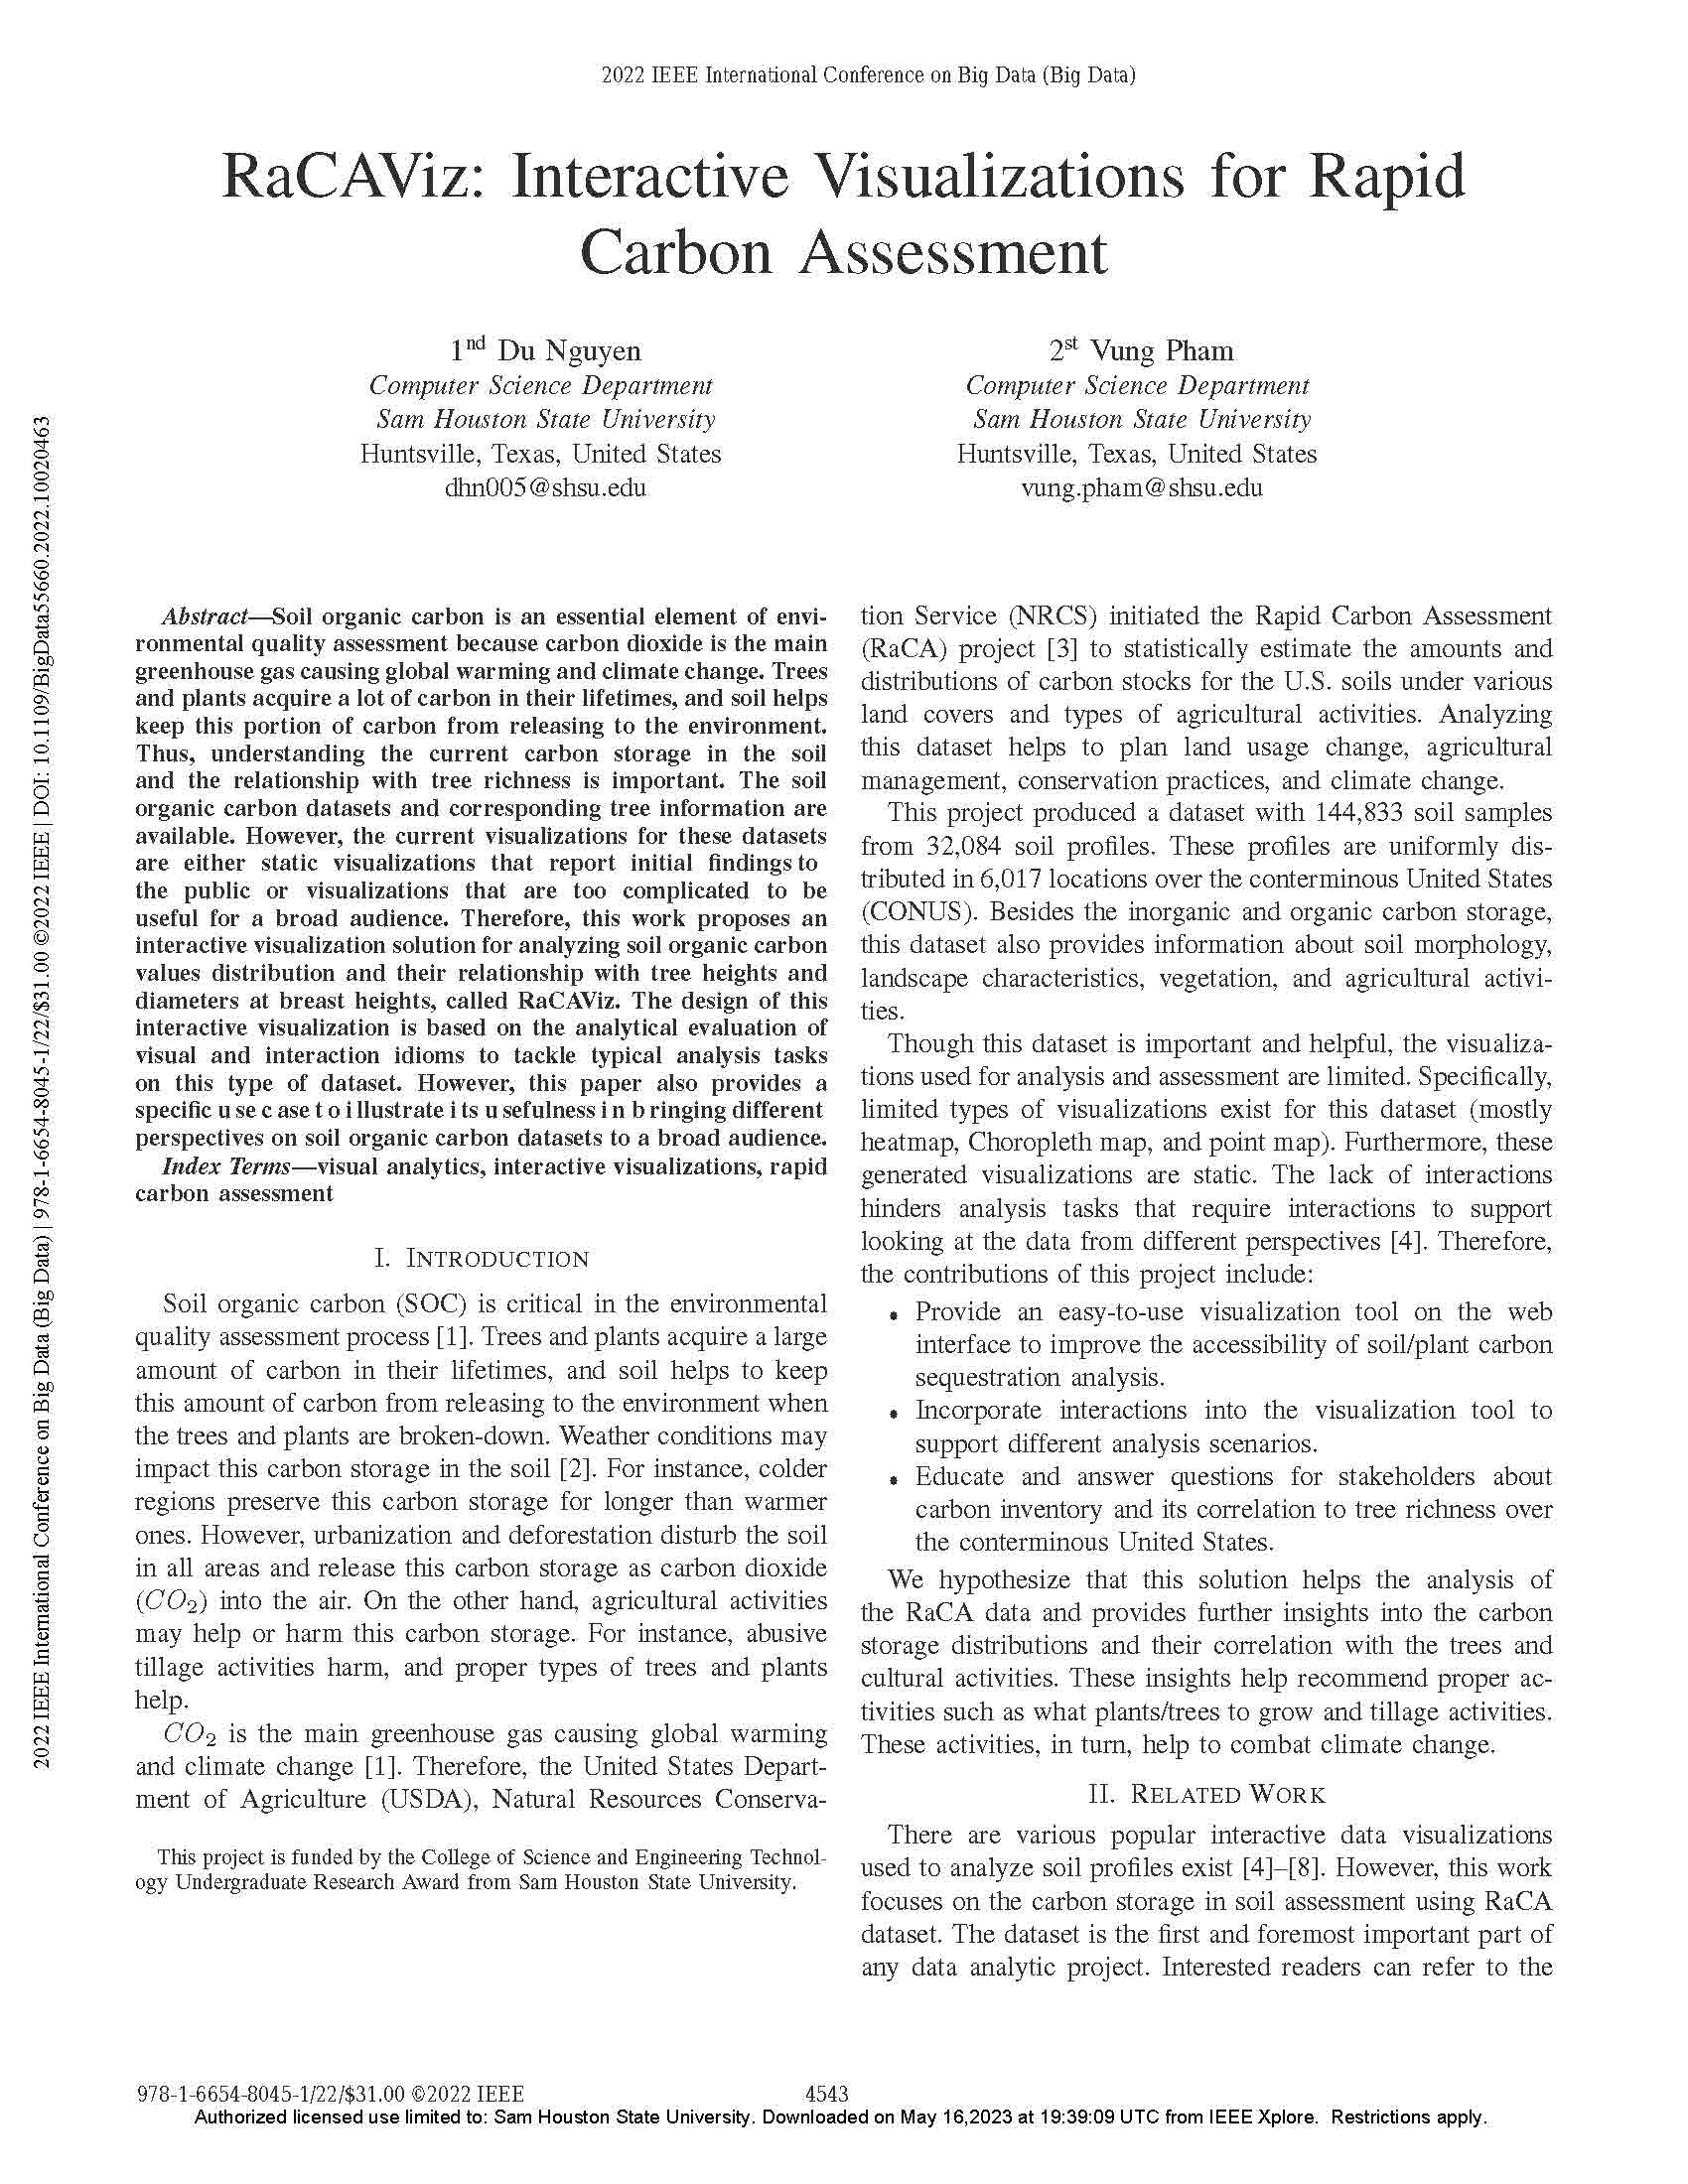 2022 IEEE International Conference on Big Data (Big Data)
RaCAViz: Interactive Visualizations for Rapid
Carbon Assessment
1nd Du Nguyen
Computer Science Department
Sam Houston State University
Huntsville, Texas, United States
dhn005@shsu.edu
2st Vung Pham
Computer Science Department
Sam Houston State University
Huntsville, Texas, United States
vung.pham@shsu.edu
2022 IEEE International Conference on Big Data (Big Data) | 978-1-6654-8045-1/22/$31.00 ©2022 IEEE | DOI: 10.1109/BigData55660.2022.10020463
Abstract—Soil organic carbon is an essential element of envi-
ronmental quality assessment because carbon dioxide is the main
greenhouse gas causing global warming and climate change. Trees
and plants acquire a lot of carbon in their lifetimes, and soil helps
keep this portion of carbon from releasing to the environment.
Thus, understanding the current carbon storage in the soil
and the relationship with tree richness is important. The soil
organic carbon datasets and corresponding tree information are
available. However, the current visualizations for these datasets
are either static visualizations that report initial findings to
the public or visualizations that are too complicated to be
useful for a broad audience. Therefore, this work proposes an
interactive visualization solution for analyzing soil organic carbon
values distribution and their relationship with tree heights and
diameters at breast heights, called RaCAViz. The design of this
interactive visualization is based on the analytical evaluation of
visual and interaction idioms to tackle typical analysis tasks
on this type of dataset. However, this paper also provides a
specific u se c ase t o i llustrate i ts u sefulness i n b ringing different
perspectives on soil organic carbon datasets to a broad audience.
Index Terms—visual analytics, interactive visualizations, rapid
carbon assessment
I. Introduction
Soil organic carbon (SOC) is critical in the environmental
quality assessment process [1]. Trees and plants acquire a large
amount of carbon in their lifetimes, and soil helps to keep
this amount of carbon from releasing to the environment when
the trees and plants are broken-down. Weather conditions may
impact this carbon storage in the soil [2]. For instance, colder
regions preserve this carbon storage for longer than warmer
ones. However, urbanization and deforestation disturb the soil
in all areas and release this carbon storage as carbon dioxide
(CO2) into the air. On the other hand, agricultural activities
may help or harm this carbon storage. For instance, abusive
tillage activities harm, and proper types of trees and plants
help.
CO2 is the main greenhouse gas causing global warming
and climate change [1]. Therefore, the United States Depart-
ment of Agriculture (USDA), Natural Resources Conserva-
This project is funded by the College of Science and Engineering Technol-
ogy Undergraduate Research Award from Sam Houston State University.
tion Service (NRCS) initiated the Rapid Carbon Assessment
(RaCA) project [3] to statistically estimate the amounts and
distributions of carbon stocks for the U.S. soils under various
land covers and types of agricultural activities. Analyzing
this dataset helps to plan land usage change, agricultural
management, conservation practices, and climate change.
This project produced a dataset with 144,833 soil samples
from 32,084 soil profiles. These profiles are uniformly dis-
tributed in 6,017 locations over the conterminous United States
(CONUS). Besides the inorganic and organic carbon storage,
this dataset also provides information about soil morphology,
landscape characteristics, vegetation, and agricultural activi-
ties.
Though this dataset is important and helpful, the visualiza-
tions used for analysis and assessment are limited. Specifically,
limited types of visualizations exist for this dataset (mostly
heatmap, Choropleth map, and point map). Furthermore, these
generated visualizations are static. The lack of interactions
hinders analysis tasks that require interactions to support
looking at the data from different perspectives [4]. Therefore,
the contributions of this project include:
• Provide an easy-to-use visualization tool on the web
interface to improve the accessibility of soil/plant carbon
sequestration analysis.
• Incorporate interactions into the visualization tool to
support different analysis scenarios.
• Educate and answer questions for stakeholders about
carbon inventory and its correlation to tree richness over
the conterminous United States.
We hypothesize that this solution helps the analysis of
the RaCA data and provides further insights into the carbon
storage distributions and their correlation with the trees and
cultural activities. These insights help recommend proper ac-
tivities such as what plants/trees to grow and tillage activities.
These activities, in turn, help to combat climate change.
II. Related Work
There are various popular interactive data visualizations
used to analyze soil profiles exist [4]–[8]. However, this work
focuses on the carbon storage in soil assessment using RaCA
dataset. The dataset is the first and foremost important part of
any data analytic project. Interested readers can refer to the
978-1-6654-8045-1/22/$31.00 ©2022 IEEE
4543
Authorized licensed use limited to: Sam Houston State University. Downloaded on May 16,2023 at 19:39:09 UTC from IEEE Xplore. Restrictions apply.